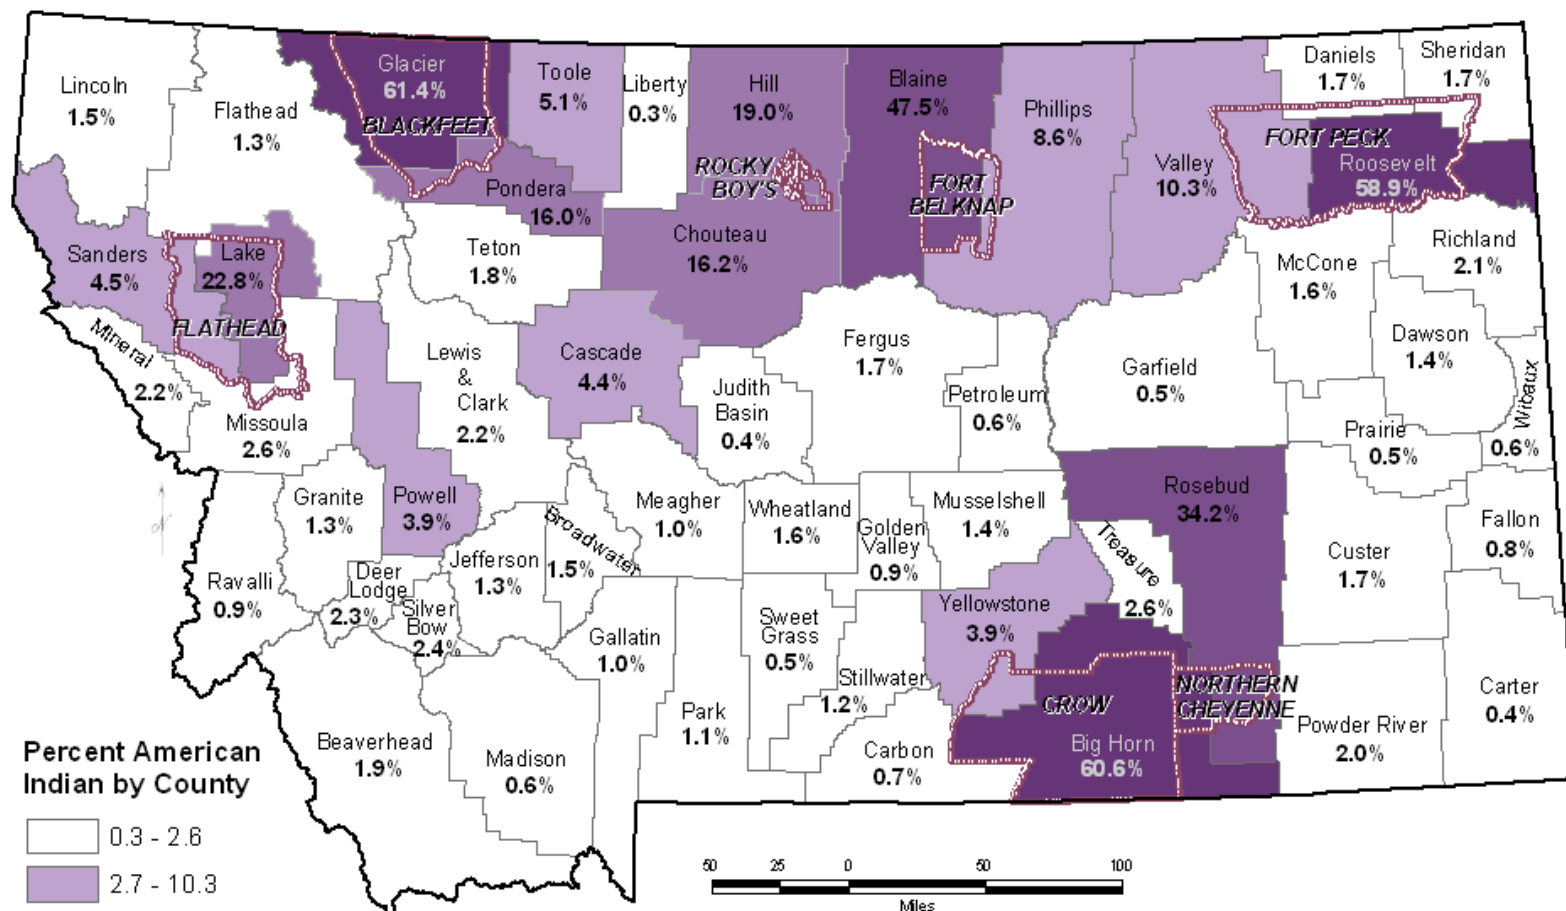 Lincoln
1.5%
Flathead
1.3%
Glacier
61.4%
BLACKFEET
Toole
5.1%
Liberty
0.3%
Hill
19.0%
ROCKY
BOY'S
Blaine
47.5%
FORT
BELKNAP
Phillips
8.6%
Valley
10.3%
Daniels
1.7%
Sheridan
1.7%
FORT PECK
Roosevelt
58.9%
Pondera
16.0%
Teton
1.8%
Chouteau
16.2%
Sanders
4.5%
Lake
22.8%
FLATHEAD
Mineral
2.2%
Missoula
2.6%
Lewis
&
Clark
2.2%
Cascade
4.4%
Judith
Basin
0.4%
Fergus
1.7%
Petroleum
0.6%
Garfield
0.5%
McCone
1.6%
Richland
2.1%
Dawson
1.4%
Wibaux
0.6%
Prairie
0.5%
Granite
1.3%
Powell
3.9%
Meagher
1.0%
Wheatland
1.6%
Golden
Valley
0.9%
Musselshell
1.4%
Rosebud
34.2%
Treasure
2.6%
Custer
1.7%
Fallon
0.8%
Ravalli
0.9%
Deer
Lodge
2.3%
Silver
Bow
2.4%
Jefferson
1.3%
Broadwater
1.5%
Gallatin
1.0%
Park
1.1%
Sweet
Grass
0.5%
Stillwater
1.2%
Yellowstone
3.9%
Carbon
0.7%
CROW
Big Horn
60.6%
NORTHERN
CHEYENNE
Powder River
2.0%
Carter
0.4%
Beaverhead
1.9%
Madison
0.6%
Percent American
Indian by County
0.3 - 2.6
2.7 - 10.3
50 25 0 50 100
Miles